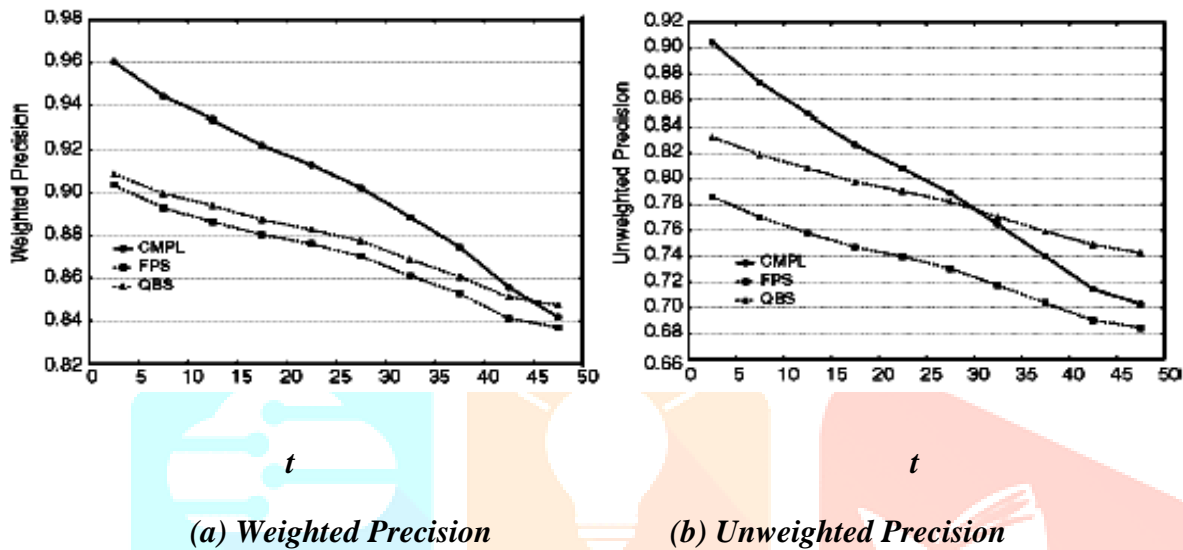 0.98
0.96
0.94
0.92
0.90
0.88
0.86
0.84
0.82
Weighted Precision
CMPL
FPS
QBS
0 5 10 15 20 25 30 35 40 45 50
t
(a) Weighted Precision
0.92
0.90
0.88
0.86
0.84
0.82
0.80
0.78
0.76
0.74
0.72
0.70
0.68
0.66
Unweighted Precision
CMPL
FPS
QBS
0 5 10 15 20 25 30 35 40 45 50
t
(b) Unweighted Precision